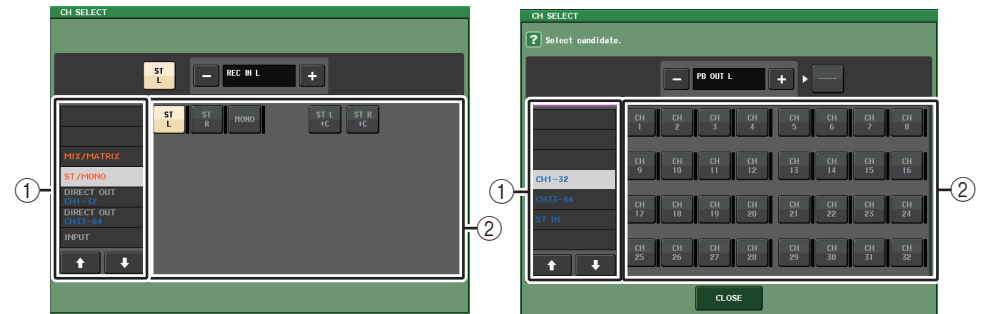 CH SELECT
ST
L
− REC IN L +
MIX/MATRIX
ST/MONO
DIRECT OUT
CH1-32
DIRECT OUT
CH33-64
INPUT
ST
L
ST
R
MONO
ST L
+C
ST R
+C
1
2
CH SELECT
? Select candidate.
− PB OUT L + -----
CH1-32
CH33-64
ST IN
CH
1
CH
2
CH
3
CH
4
CH
5
CH
6
CH
7
CH
8
CH
9
CH
10
CH
11
CH
12
CH
13
CH
14
CH
15
CH
16
CH
17
CH
18
CH
19
CH
20
CH
21
CH
22
CH
23
CH
24
CH
25
CH
26
CH
27
CH
28
CH
29
CH
30
CH
31
CH
32
CLOSE
1
2